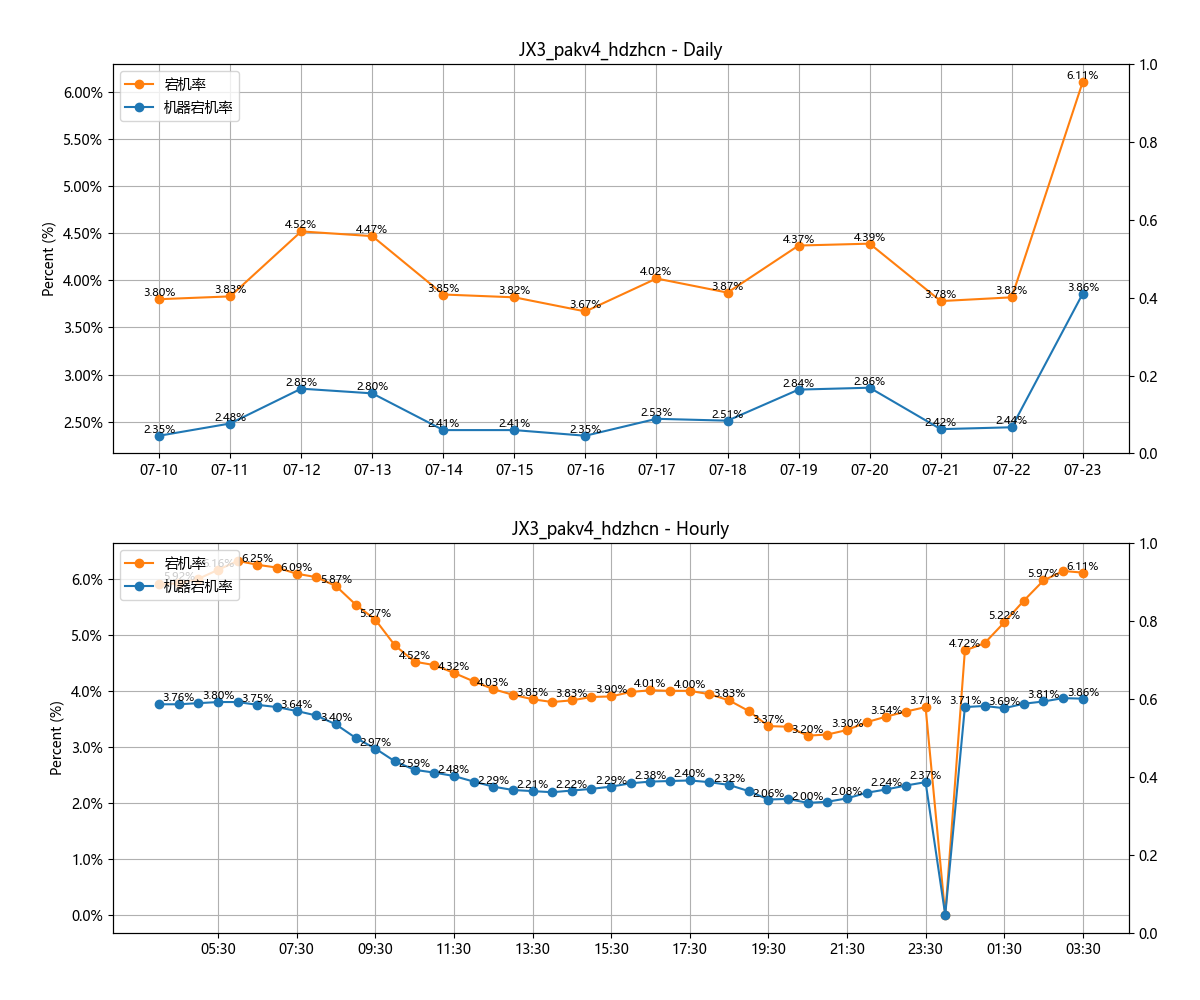 JX3_pakv4_hdzhcn - Daily
宕机率
机器宕机率
Percent (%)
6.00%
5.50%
5.00%
4.50%
4.00%
3.50%
3.00%
2.50%
1.0
0.8
0.6
0.4
0.2
0.0
3.80% 3.83% 4.52% 4.47% 3.85% 3.82% 3.67% 4.02% 3.87% 4.37% 4.39% 3.78% 3.82% 6.11%
2.35% 2.48% 2.85% 2.80% 2.41% 2.41% 2.35% 2.53% 2.51% 2.84% 2.86% 2.42% 2.44% 3.86%
07-10 07-11 07-12 07-13 07-14 07-15 07-16 07-17 07-18 07-19 07-20 07-21 07-22 07-23
JX3_pakv4_hdzhcn - Hourly
宕机率
机器宕机率
Percent (%)
6.0%
5.0%
4.0%
3.0%
2.0%
1.0%
0.0%
1.0
0.8
0.6
0.4
0.2
0.0
6.25% 6.09% 5.87% 5.27% 4.52% 4.32% 4.03% 3.85% 3.83% 3.90% 4.01% 4.00% 3.83% 3.37% 3.20% 3.30% 3.54% 3.71% 4.72% 5.22% 5.97% 6.11%
3.76% 3.80% 3.75% 3.64% 3.40% 2.97% 2.59% 2.48% 2.29% 2.21% 2.22% 2.29% 2.38% 2.40% 2.32% 2.06% 2.00% 2.08% 2.24% 2.37% 3.71% 3.69% 3.81% 3.86%
05:30 07:30 09:30 11:30 13:30 15:30 17:30 19:30 21:30 23:30 01:30 03:30